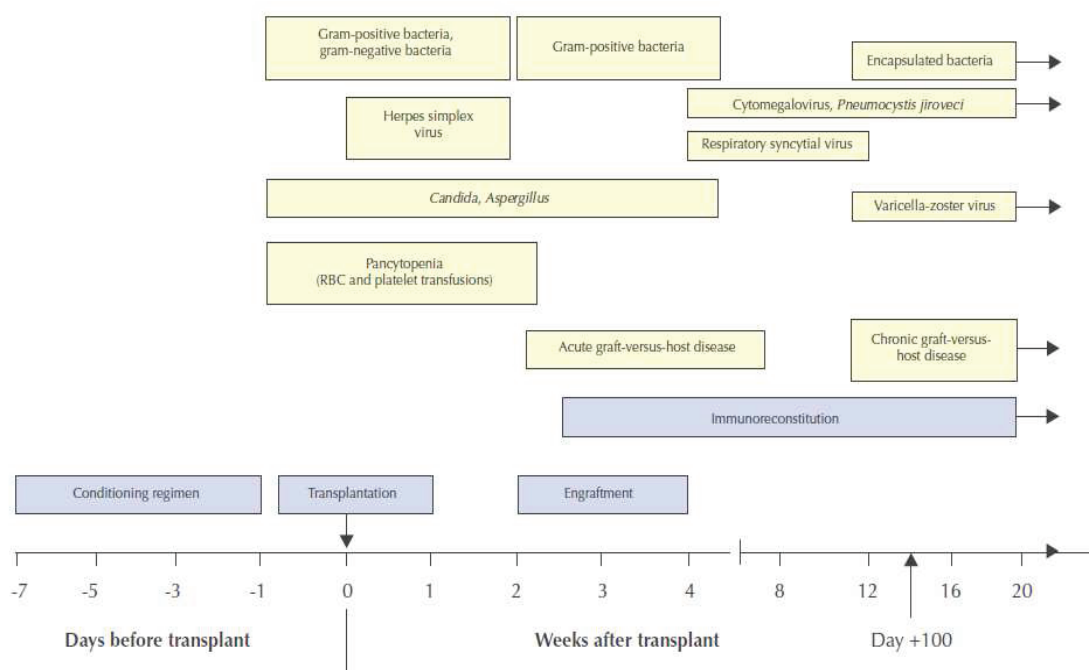 Gram-positive bacteria,
gram-negative bacteria
Gram-positive bacteria
Encapsulated bacteria
Cytomegalovirus, Pneumocystis jiroveci
Herpes simplex
virus
Respiratory syncytial virus
Candida, Aspergillus
Varicella-zoster virus
Pancytopenia
(RBC and platelet transfusions)
Acute graft-versus-host disease
Chronic graft-versus-
host disease
Immunoreconstitution
Conditioning regimen
Transplantation
Engraftment
-7 -5 -3 -1 0 1 2 3 4 8 12 16 20
Days before transplant
Weeks after transplant
Day +100